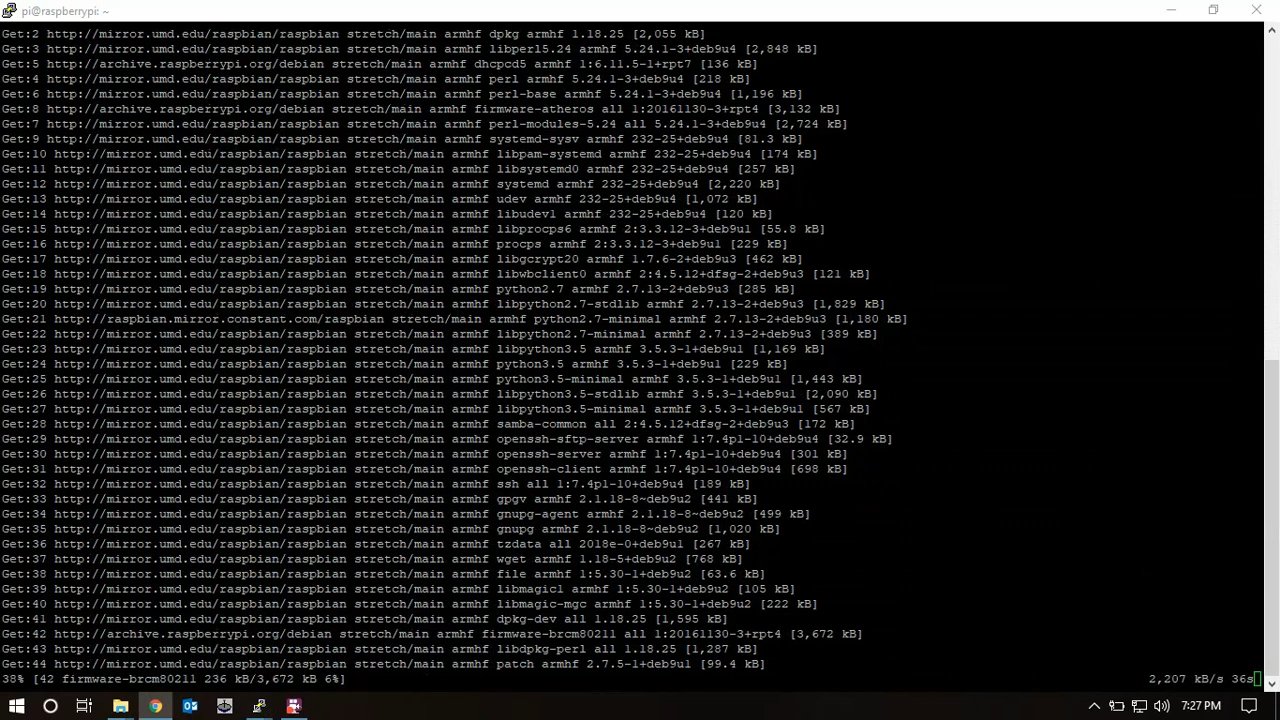 pi@raspberrypi: ~
Get:2 http://mirror.umd.edu/raspbian/raspbian stretch/main armhf dpkg armhf 1.18.25 [2,055 kB]
Get:3 http://mirror.umd.edu/raspbian/raspbian stretch/main armhf libperl5.24 armhf 5.24.1-3+deb9u4 [2,848 kB]
Get:5 http://archive.raspberrypi.org/debian stretch/main armhf dhcpcd5 armhf 1:6.11.5-1+rpt7 [136 kB]
Get:4 http://mirror.umd.edu/raspbian/raspbian stretch/main armhf perl armhf 5.24.1-3+deb9u4 [218 kB]
Get:6 http://mirror.umd.edu/raspbian/raspbian stretch/main armhf perl-base armhf 5.24.1-3+deb9u4 [1,196 kB]
Get:8 http://archive.raspberrypi.org/debian stretch/main armhf firmware-atheros all 1:20161130-3+rpt4 [3,132 kB]
Get:7 http://mirror.umd.edu/raspbian/raspbian stretch/main armhf perl-modules-5.24 all 5.24.1-3+deb9u4 [2,724 kB]
Get:9 http://mirror.umd.edu/raspbian/raspbian stretch/main armhf systemd-sysv armhf 232-25+deb9u4 [81.3 kB]
Get:10 http://mirror.umd.edu/raspbian/raspbian stretch/main armhf libpam-systemd armhf 232-25+deb9u4 [174 kB]
Get:11 http://mirror.umd.edu/raspbian/raspbian stretch/main armhf libsystemd0 armhf 232-25+deb9u4 [257 kB]
Get:12 http://mirror.umd.edu/raspbian/raspbian stretch/main armhf systemd armhf 232-25+deb9u4 [2,220 kB]
Get:13 http://mirror.umd.edu/raspbian/raspbian stretch/main armhf udev armhf 232-25+deb9u4 [1,072 kB]
Get:14 http://mirror.umd.edu/raspbian/raspbian stretch/main armhf libudev1 armhf 232-25+deb9u4 [120 kB]
Get:15 http://mirror.umd.edu/raspbian/raspbian stretch/main armhf libprocps6 armhf 2:3.3.12-3+deb9u1 [55.8 kB]
Get:16 http://mirror.umd.edu/raspbian/raspbian stretch/main armhf procps armhf 2:3.3.12-3+deb9u1 [229 kB]
Get:17 http://mirror.umd.edu/raspbian/raspbian stretch/main armhf libgcrypt20 armhf 1.7.6-2+deb9u3 [462 kB]
Get:18 http://mirror.umd.edu/raspbian/raspbian stretch/main armhf libwbclient0 armhf 2:4.5.12+dfsg-2+deb9u3 [121 kB]
Get:19 http://mirror.umd.edu/raspbian/raspbian stretch/main armhf python2.7 armhf 2.7.13-2+deb9u3 [285 kB]
Get:20 http://mirror.umd.edu/raspbian/raspbian stretch/main armhf libpython2.7-stdlib armhf 2.7.13-2+deb9u3 [1,829 kB]
Get:21 http://raspbian.mirror.constant.com/raspbian stretch/main armhf python2.7-minimal armhf 2.7.13-2+deb9u3 [1,180 kB]
Get:22 http://mirror.umd.edu/raspbian/raspbian stretch/main armhf libpython2.7-minimal armhf 2.7.13-2+deb9u3 [389 kB]
Get:23 http://mirror.umd.edu/raspbian/raspbian stretch/main armhf libpython3.5 armhf 3.5.3-1+deb9u1 [1,169 kB]
Get:24 http://mirror.umd.edu/raspbian/raspbian stretch/main armhf python3.5 armhf 3.5.3-1+deb9u1 [229 kB]
Get:25 http://mirror.umd.edu/raspbian/raspbian stretch/main armhf python3.5-minimal armhf 3.5.3-1+deb9u1 [1,443 kB]
Get:26 http://mirror.umd.edu/raspbian/raspbian stretch/main armhf libpython3.5-stdlib armhf 3.5.3-1+deb9u1 [2,090 kB]
Get:27 http://mirror.umd.edu/raspbian/raspbian stretch/main armhf libpython3.5-minimal armhf 3.5.3-1+deb9u1 [567 kB]
Get:28 http://mirror.umd.edu/raspbian/raspbian stretch/main armhf samba-common all 2:4.5.12+dfsg-2+deb9u3 [172 kB]
Get:29 http://mirror.umd.edu/raspbian/raspbian stretch/main armhf openssh-sftp-server armhf 1:7.4p1-10+deb9u4 [32.9 kB]
Get:30 http://mirror.umd.edu/raspbian/raspbian stretch/main armhf openssh-server armhf 1:7.4p1-10+deb9u4 [301 kB]
Get:31 http://mirror.umd.edu/raspbian/raspbian stretch/main armhf openssh-client armhf 1:7.4p1-10+deb9u4 [698 kB]
Get:32 http://mirror.umd.edu/raspbian/raspbian stretch/main armhf ssh all 1:7.4p1-10+deb9u4 [189 kB]
Get:33 http://mirror.umd.edu/raspbian/raspbian stretch/main armhf gpgv armhf 2.1.18-8~deb9u2 [441 kB]
Get:34 http://mirror.umd.edu/raspbian/raspbian stretch/main armhf gnupg-agent armhf 2.1.18-8~deb9u2 [499 kB]
Get:35 http://mirror.umd.edu/raspbian/raspbian stretch/main armhf gnupg armhf 2.1.18-8~deb9u2 [1,020 kB]
Get:36 http://mirror.umd.edu/raspbian/raspbian stretch/main armhf tzdata all 2018e-0+deb9u1 [267 kB]
Get:37 http://mirror.umd.edu/raspbian/raspbian stretch/main armhf wget armhf 1.18-5+deb9u2 [768 kB]
Get:38 http://mirror.umd.edu/raspbian/raspbian stretch/main armhf file armhf 1:5.30-1+deb9u2 [63.6 kB]
Get:39 http://mirror.umd.edu/raspbian/raspbian stretch/main armhf libmagic1 armhf 1:5.30-1+deb9u2 [105 kB]
Get:40 http://mirror.umd.edu/raspbian/raspbian stretch/main armhf libmagic-mgc armhf 1:5.30-1+deb9u2 [222 kB]
Get:41 http://mirror.umd.edu/raspbian/raspbian stretch/main armhf dpkg-dev all 1.18.25 [1,595 kB]
Get:42 http://archive.raspberrypi.org/debian stretch/main armhf firmware-brcm80211 all 1:20161130-3+rpt4 [3,672 kB]
Get:43 http://mirror.umd.edu/raspbian/raspbian stretch/main armhf libdpkg-perl all 1.18.25 [1,287 kB]
Get:44 http://mirror.umd.edu/raspbian/raspbian stretch/main armhf patch armhf 2.7.5-1+deb9u1 [99.4 kB]
38% [42 firmware-brcm80211 236 kB/3,672 kB 6%] 2,207 kB/s 36s
7:27 PM